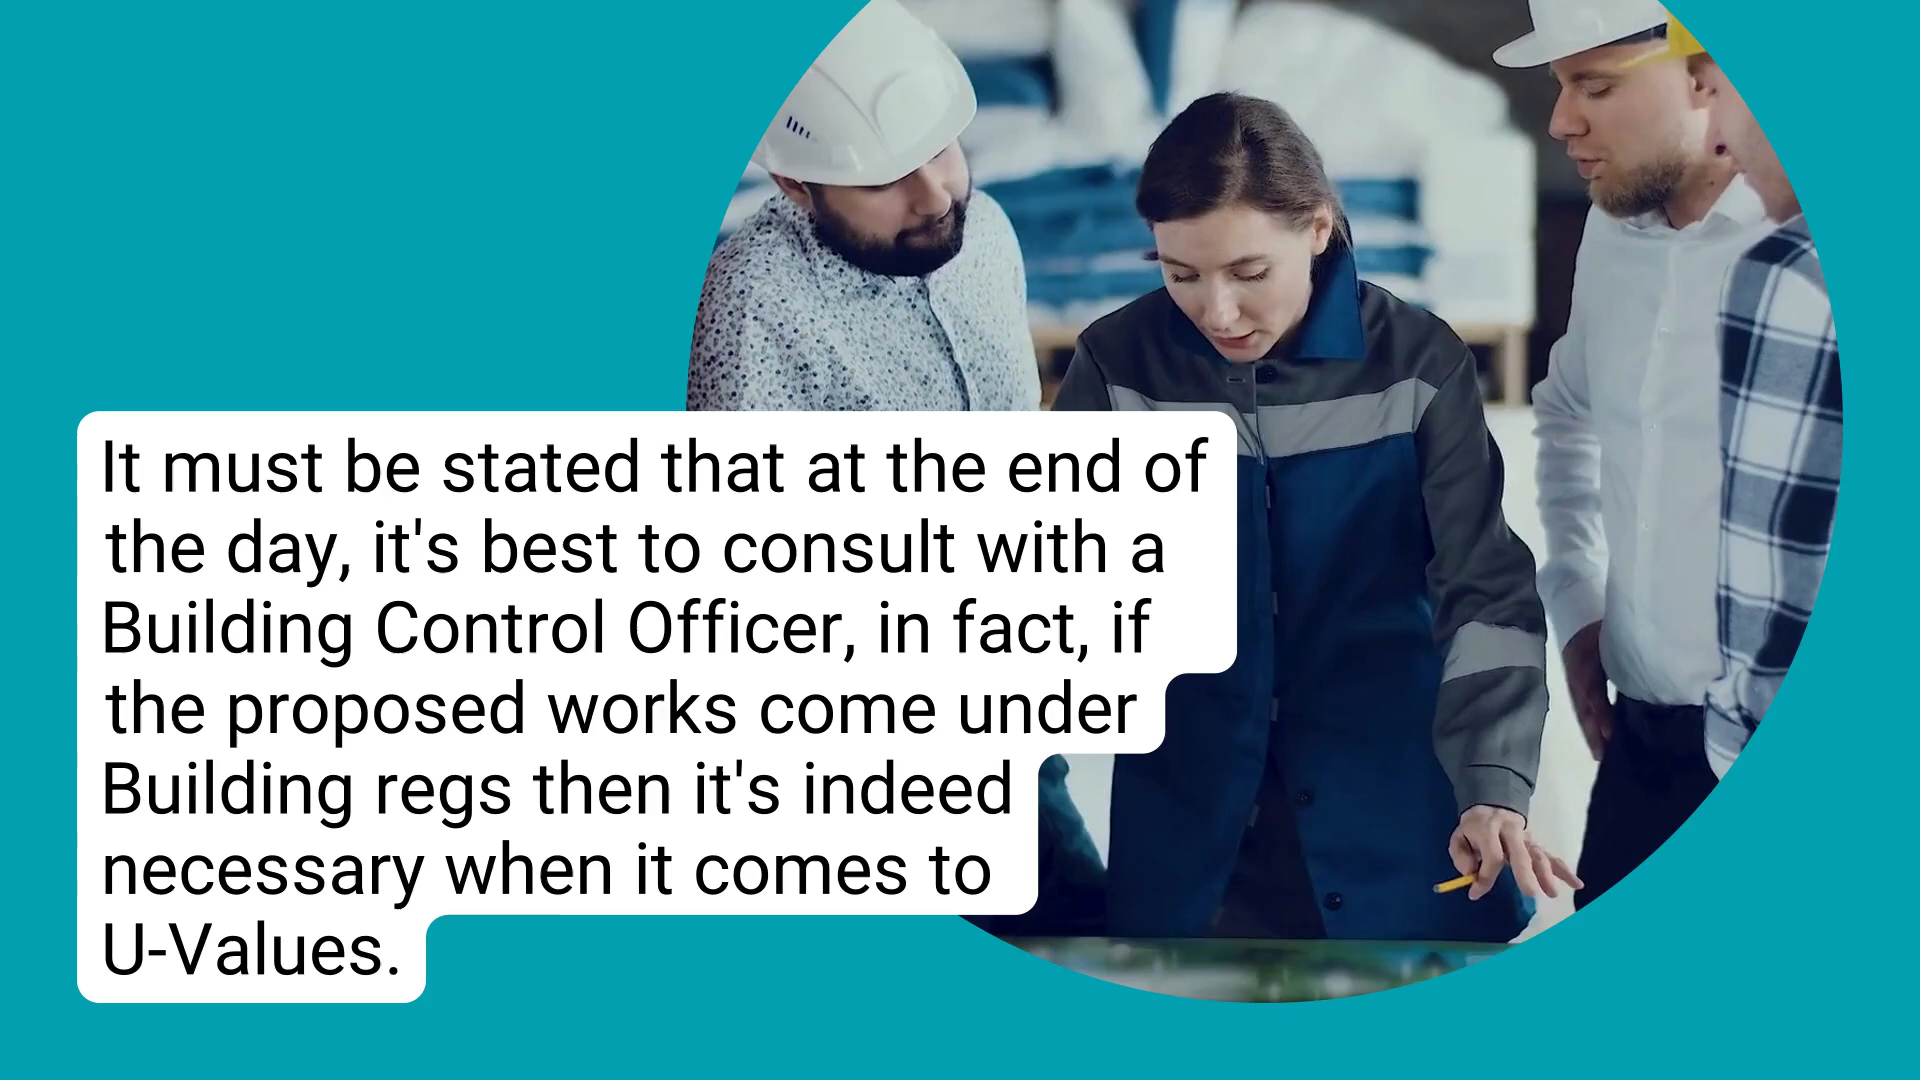 It must be stated that at the end of
the day, it's best to consult with a
Building Control Officer, in fact, if
the proposed works come under
Building regs then it's indeed
necessary when it comes to
U-Values.